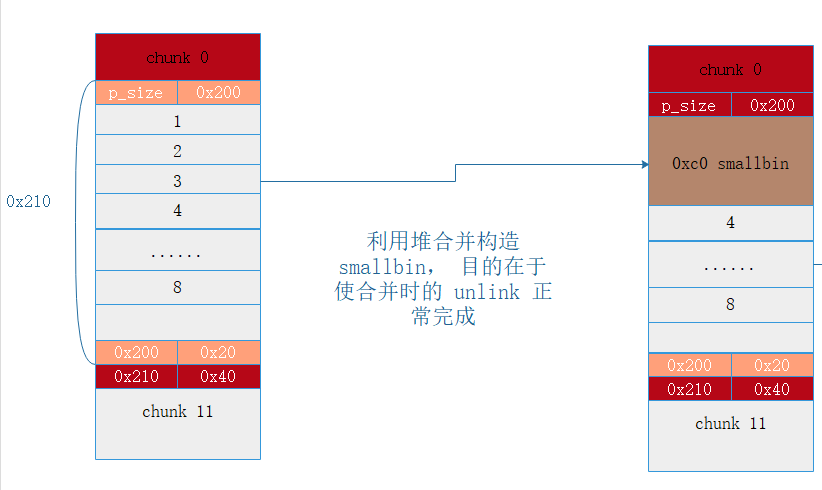 chunk 0
p_size 0x200
1
2
3
4
......
8
0x200 0x20
0x210 0x40
chunk 11
0x210
利用堆合并构造
smallbin， 目的在于
使合并时的 unlink 正
常完成
chunk 0
p_size 0x200
0xc0 smallbin
4
......
8
0x200 0x20
0x210 0x40
chunk 11